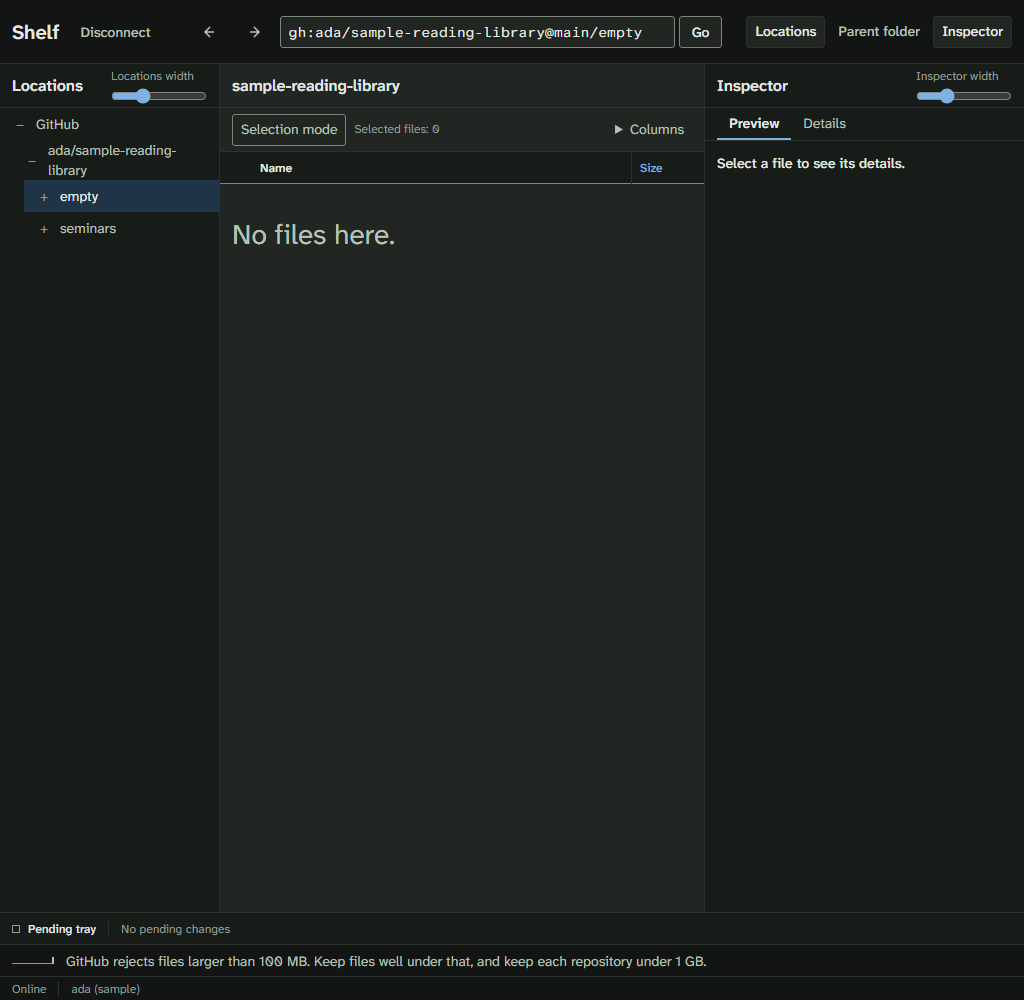 Shelf
Disconnect
←
→
gh:ada/sample-reading-library@main/empty
Go
Locations
Parent folder
Inspector
Locations
Locations width
– GitHub
– ada/sample-reading-
library
+ empty
+ seminars
sample-reading-library
Selection mode
Selected files: 0
▶ Columns
Name
Size
No files here.
Inspector
Inspector width
Preview
Details
Select a file to see its details.
Pending tray
No pending changes
GitHub rejects files larger than 100 MB. Keep files well under that, and keep each repository under 1 GB.
Online
ada (sample)